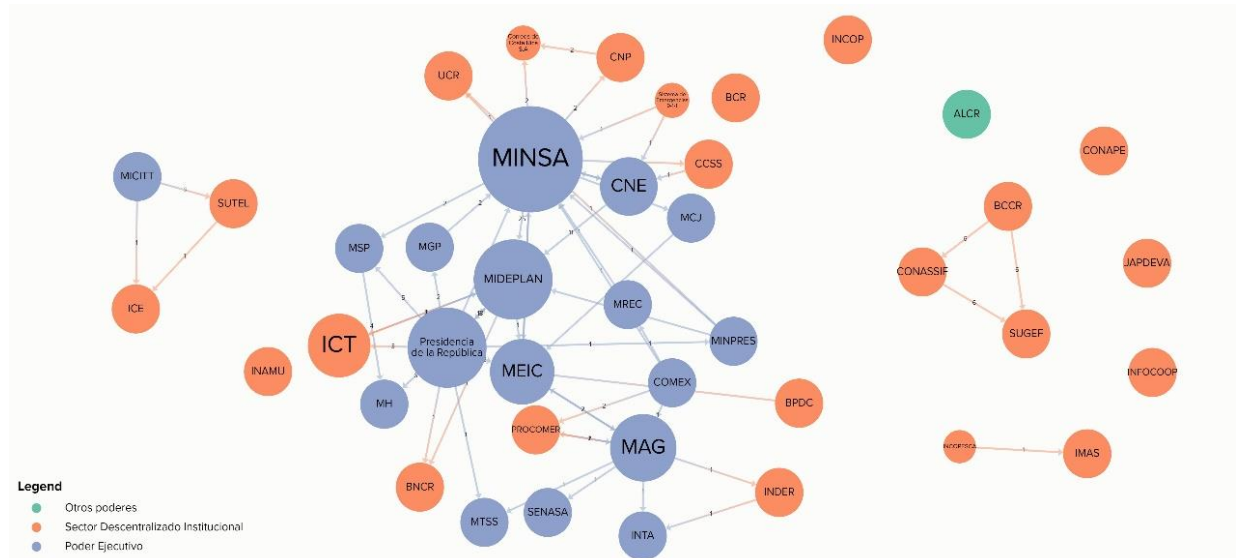 INCOP
UCR
CNP
BCR
ALCR
CONAPE
MINSA
MICITT
CCSS
CNE
SUTEL
BCCR
MCJ
MSP
MGP
JAPDEVA
CONASSIF
MIDEPLAN
ICE
MREC
SUGEF
ICT
Presidencia
de la República
MINPRES
INAMU
MEIC
COMEX
INFOCOOP
MH
BPDC
PROCOMER
MAG
INCOPESCA
IMAS
BNCR
INDER
SENASA
MTSS
INTA
Legend
Otros poderes
Sector Descentralizado Institucional
Poder Ejecutivo